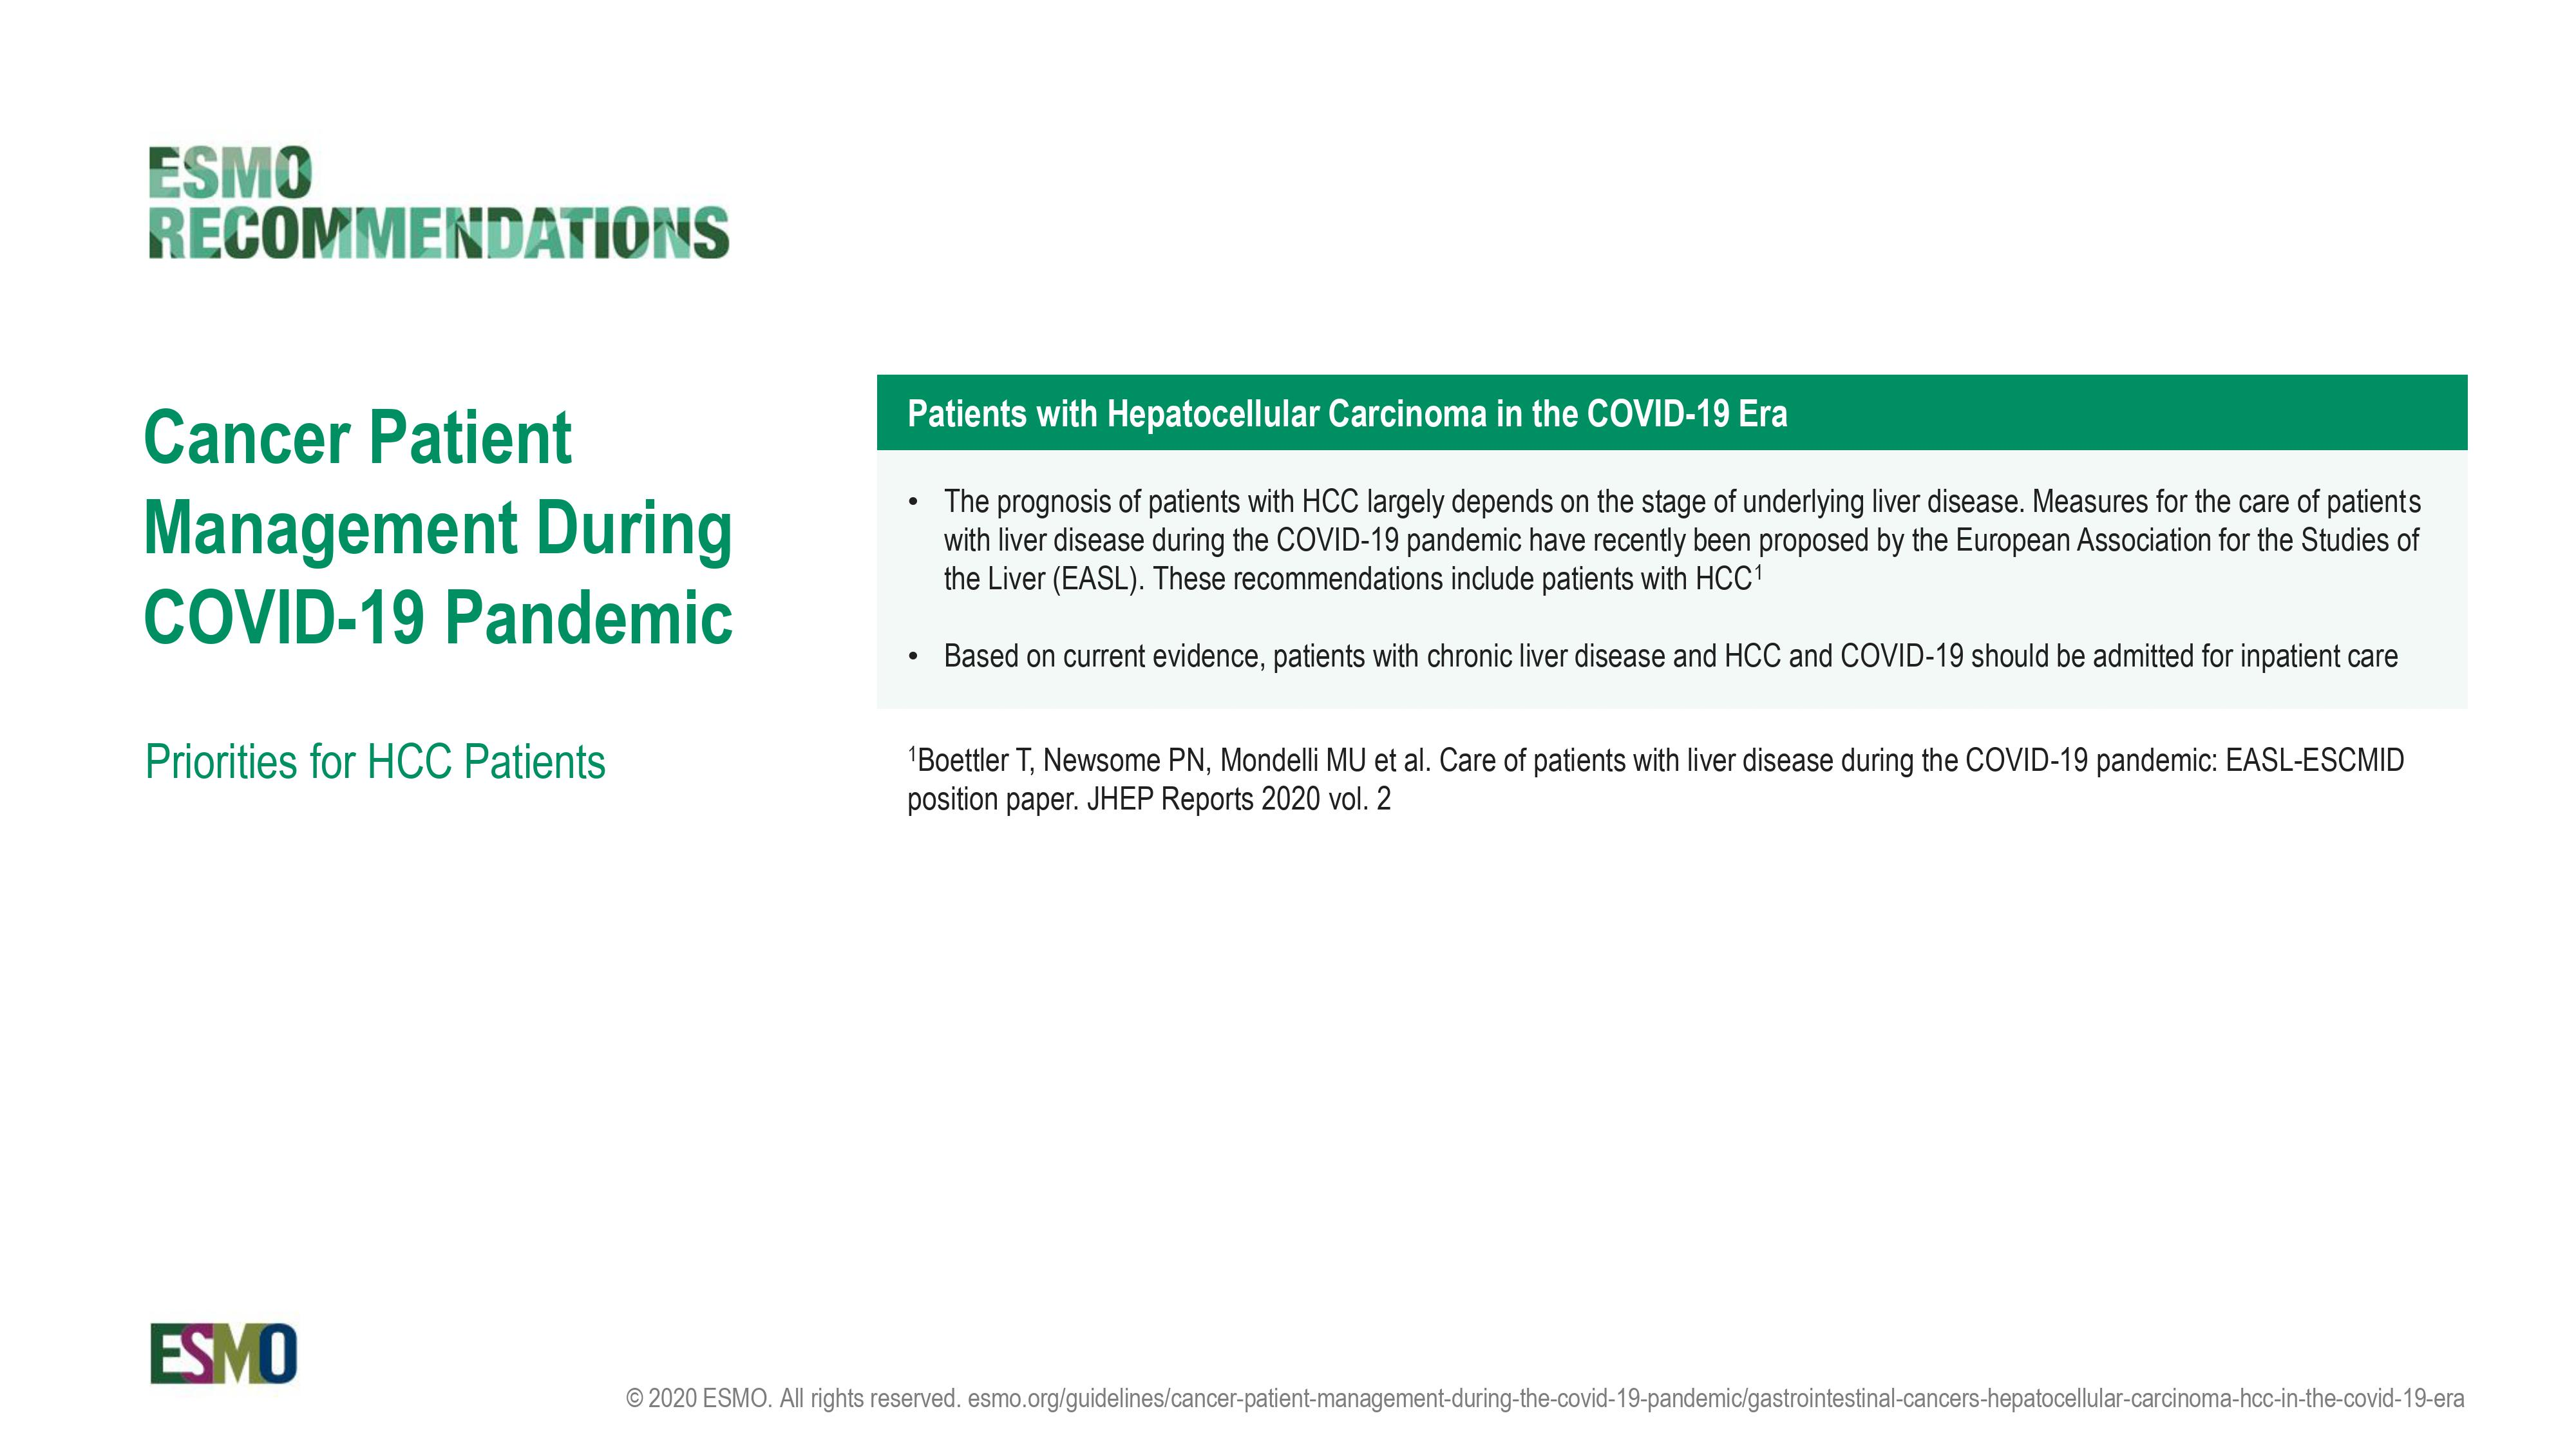 ESMO
RECOMMENDATIONS
Cancer Patient
Management During
COVID-19 Pandemic
Priorities for HCC Patients
Patients with Hepatocellular Carcinoma in the COVID-19 Era
• The prognosis of patients with HCC largely depends on the stage of underlying liver disease. Measures for the care of patients
with liver disease during the COVID-19 pandemic have recently been proposed by the European Association for the Studies of
the Liver (EASL). These recommendations include patients with HCC¹
• Based on current evidence, patients with chronic liver disease and HCC and COVID-19 should be admitted for inpatient care
¹Boettler T, Newsome PN, Mondelli MU et al. Care of patients with liver disease during the COVID-19 pandemic: EASL-ESCMID
position paper. JHEP Reports 2020 vol. 2
ESMO
© 2020 ESMO. All rights reserved. esmo.org/guidelines/cancer-patient-management-during-the-covid-19-pandemic/gastrointestinal-cancers-hepatocellular-carcinoma-hcc-in-the-covid-19-era